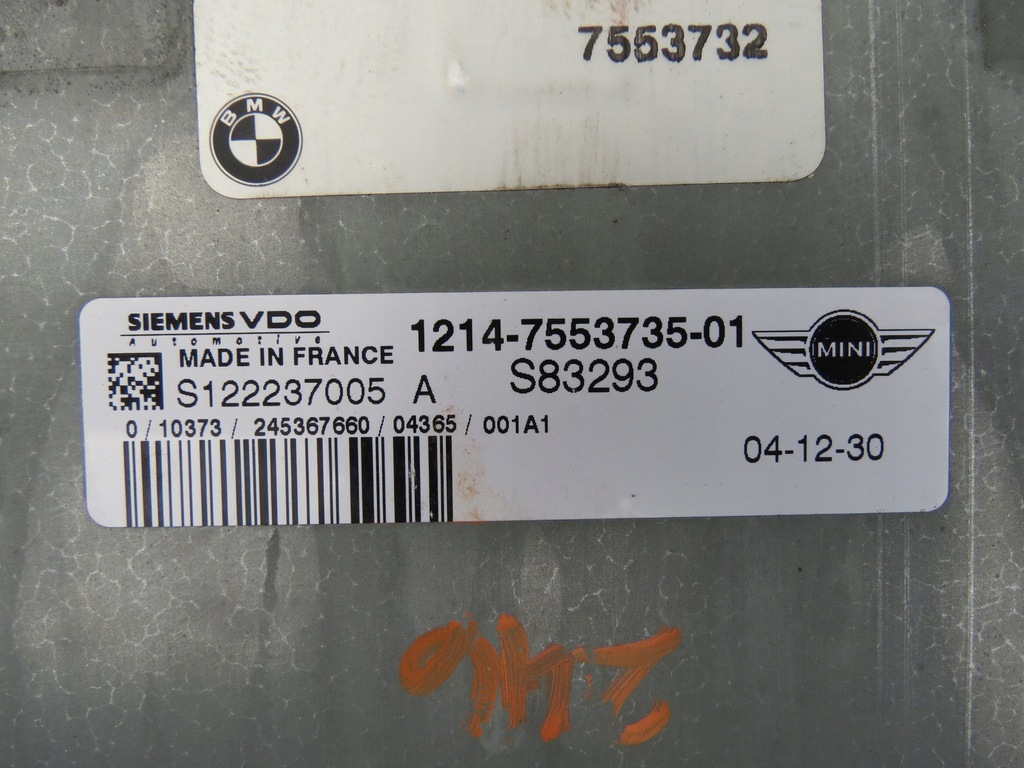 7553732
BMW
SIEMENS VDO
Automotive
1214-7553735-01
MADE IN FRANCE
MINI
S122237005 A
S83293
0/10373/ 245367660/04365/ 001A1
04-12-30